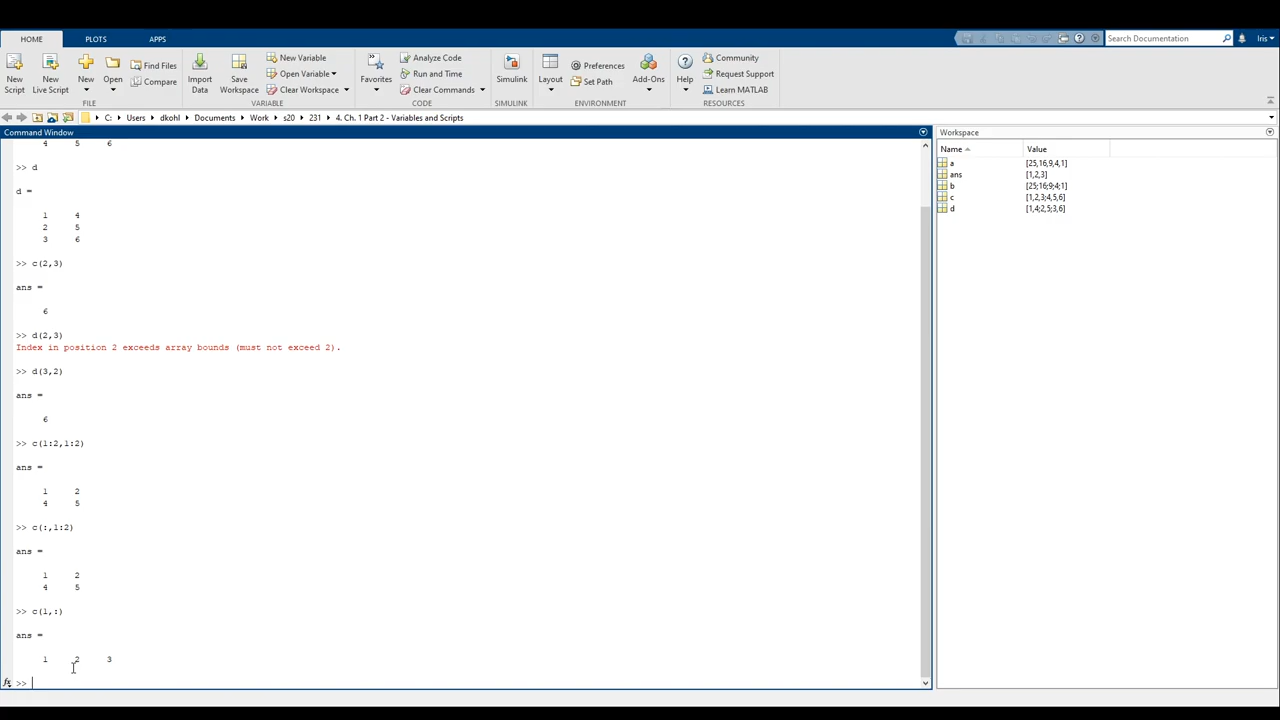 HOME PLOTS APPS
Search Documentation
Iris
New Script
New Live Script
New
Open
Find Files
Compare
FILE
Import Data
Save Workspace
New Variable
Open Variable
Clear Workspace
VARIABLE
Favorites
Analyze Code
Run and Time
Clear Commands
CODE
Simulink
SIMULINK
Layout
Preferences
Set Path
Add-Ons
ENVIRONMENT
Help
Community
Request Support
Learn MATLAB
RESOURCES
C: Users dkohl Documents Work s20 231 4. Ch. 1 Part 2 - Variables and Scripts
Command Window
4 5 6
>> d
d =
1 4
2 5
3 6
>> c(2,3)
ans =
6
>> d(2,3)
Index in position 2 exceeds array bounds (must not exceed 2).
>> d(3,2)
ans =
6
>> c(1:2,1:2)
ans =
1 2
4 5
>> c(:,1:2)
ans =
1 2
4 5
>> c(1,:)
ans =
1 2 3
fx >>
Workspace
Name Value
a [25,16,9,4,1]
ans [1,2,3]
b [25;16;9;4;1]
c [1,2,3;4,5,6]
d [1,4;2,5;3,6]